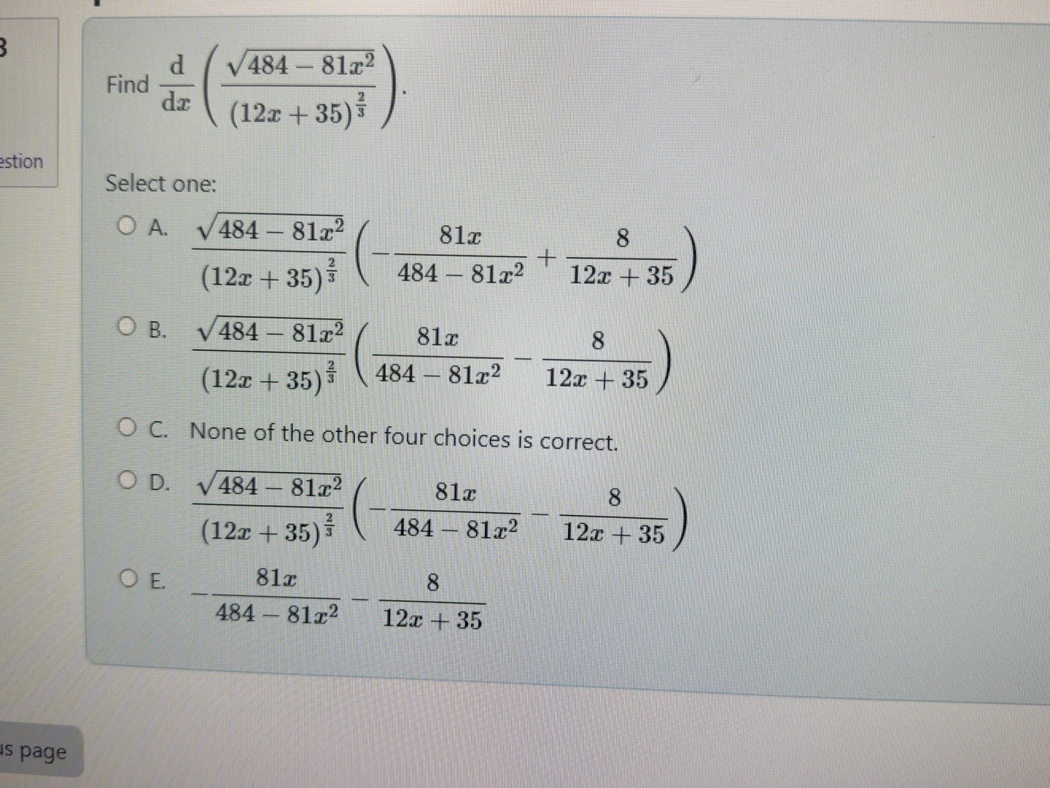 3
estion
Find d/dx (√(484 − 81x²) / (12x + 35)^(2/3)).
Select one:
A. √(484 − 81x²) / (12x + 35)^(2/3) (− 81x / (484 − 81x²) + 8 / (12x + 35))
B. √(484 − 81x²) / (12x + 35)^(2/3) (81x / (484 − 81x²) − 8 / (12x + 35))
C. None of the other four choices is correct.
D. √(484 − 81x²) / (12x + 35)^(2/3) (− 81x / (484 − 81x²) − 8 / (12x + 35))
E. − 81x / (484 − 81x²) − 8 / (12x + 35)
us page